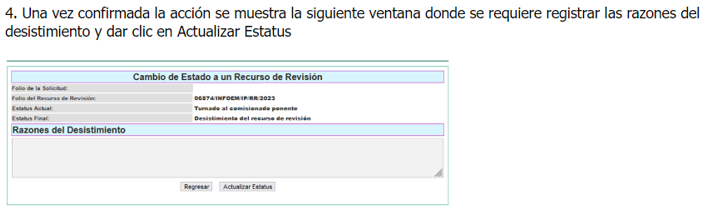 4. Una vez confirmada la acción se muestra la siguiente ventana donde se requiere registrar las razones del
desistimiento y dar clic en Actualizar Estatus
Cambio de Estado a un Recurso de Revisión
Folio de la Solicitud:
Folio del Recurso de Revisión: 06874/INFOEM/IP/RR/2023
Estatus Actual: Turnado al comisionado ponente
Estatus Final: Desistimiento del recurso de revisión
Razones del Desistimiento
Regresar Actualizar Estatus